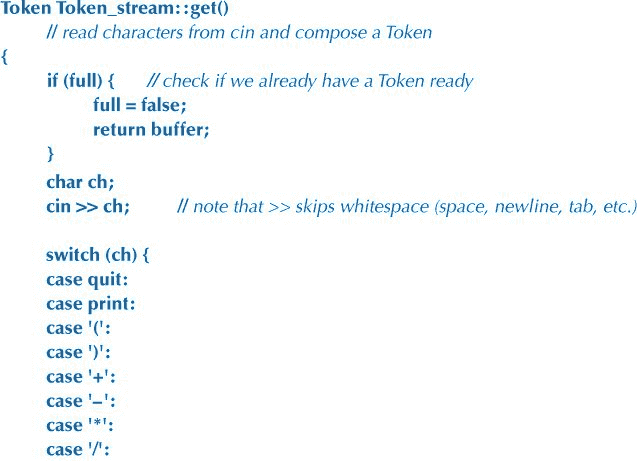 Token Token_stream::get()
// read characters from cin and compose a Token
{
if (full) { // check if we already have a Token ready
full = false;
return buffer;
}
char ch;
cin >> ch; // note that >> skips whitespace (space, newline, tab, etc.)
switch (ch) {
case quit:
case print:
case '(':
case ')':
case '+':
case '–':
case '*':
case '/':